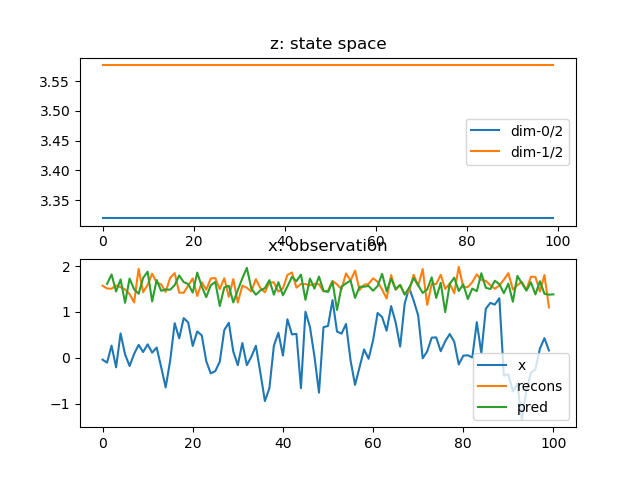 z: state space
3.55
3.50
3.45
3.40
3.35
dim-0/2
dim-1/2
0 20 40 60 80 100
x: observation
2
1
0
−1
x
recons
pred
0 20 40 60 80 100